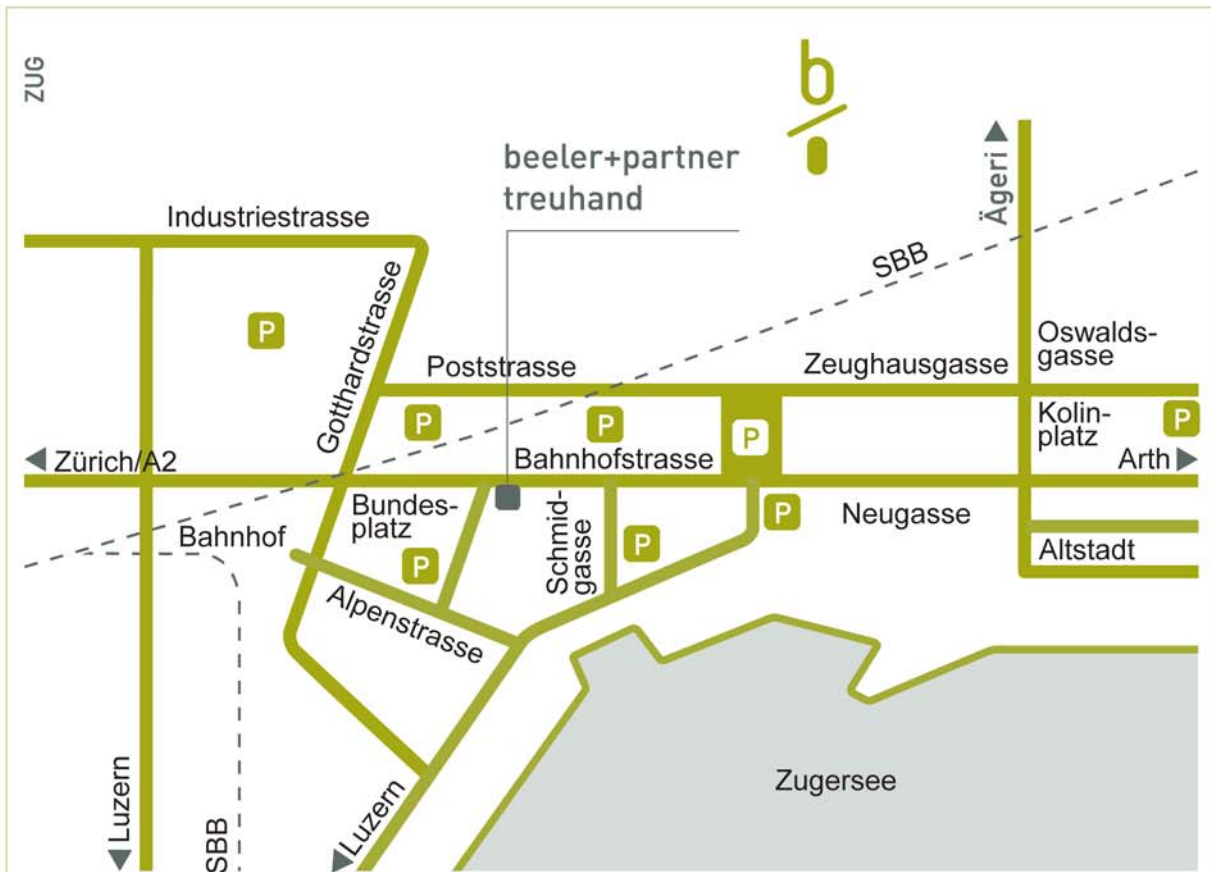 ZUG
b
beeler+partner
treuhand
Ägeri
Industriestrasse
SBB
Gotthardstrasse
P
Oswalds-
gasse
Poststrasse
Zeughausgasse
P
P
P
Kolin-
platz
P
Zürich/A2
Bahnhofstrasse
Arth
Bundes-
platz
Schmid-
gasse
P
Neugasse
Bahnhof
P
P
Altstadt
Alpenstrasse
Zugersee
Luzern
SBB
Luzern